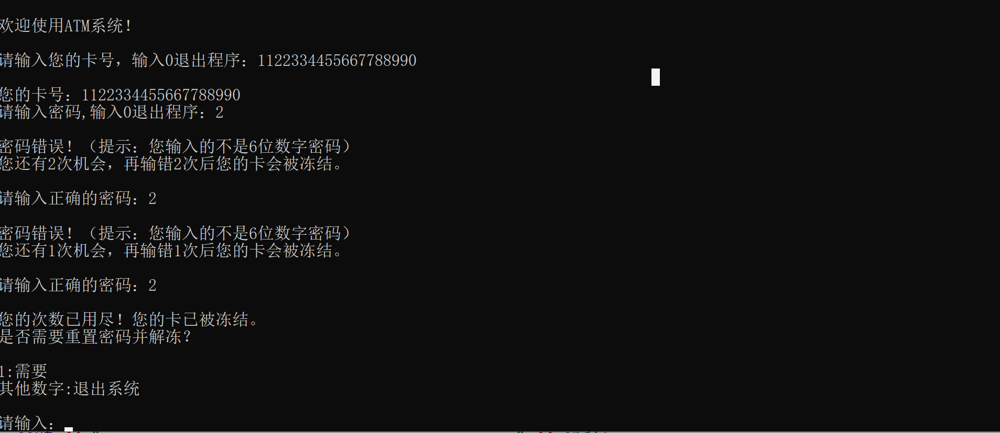 欢迎使用ATM系统！
请输入您的卡号，输入0退出程序：1122334455667788990
您的卡号：1122334455667788990
请输入密码,输入0退出程序：2
密码错误！（提示：您输入的不是6位数字密码）
您还有2次机会，再输错2次后您的卡会被冻结。
请输入正确的密码：2
密码错误！（提示：您输入的不是6位数字密码）
您还有1次机会，再输错1次后您的卡会被冻结。
请输入正确的密码：2
您的次数已用尽！您的卡已被冻结。
是否需要重置密码并解冻？
1:需要
其他数字:退出系统
请输入：